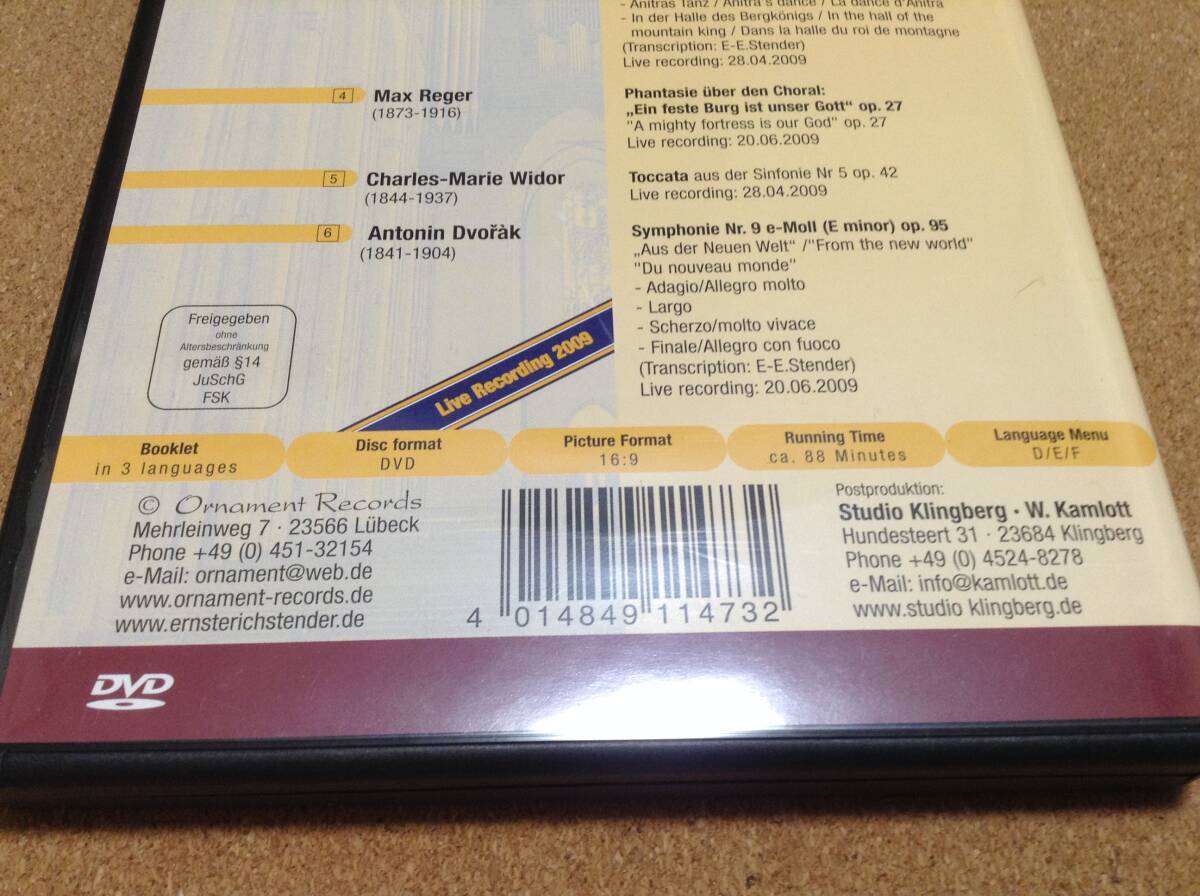 - Anitras Tanz / Anitra's dance / La dance d'Anitra
- In der Halle des Bergkönigs / In the hall of the
mountain king / Dans la halle du roi de montagne
(Transcription: E-E.Stender)
Live recording: 28.04.2009
4 Max Reger
(1873-1916)
Phantasie über den Choral:
„Ein feste Burg ist unser Gott“ op. 27
"A mighty fortress is our God" op. 27
Live recording: 20.06.2009
5 Charles-Marie Widor
(1844-1937)
Toccata aus der Sinfonie Nr 5 op. 42
Live recording: 28.04.2009
6 Antonin Dvořàk
(1841-1904)
Symphonie Nr. 9 e-Moll (E minor) op. 95
„Aus der Neuen Welt“ /"From the new world"
"Du nouveau monde"
- Adagio/Allegro molto
- Largo
- Scherzo/molto vivace
- Finale/Allegro con fuoco
(Transcription: E-E.Stender)
Live recording: 20.06.2009
Freigegeben
ohne
Altersbeschränkung
gemäß §14
JuSchG
FSK
Live Recording 2009
Booklet
in 3 languages
Disc format
DVD
Picture Format
16:9
Running Time
ca. 88 Minutes
Language Menu
D/E/F
© Ornament Records
Mehrleinweg 7 · 23566 Lübeck
Phone +49 (0) 451-32154
e-Mail: ornament@web.de
www.ornament-records.de
www.ernsterichstender.de
4 014849 114732
Postproduktion:
Studio Klingberg · W. Kamlott
Hundesteert 31 · 23684 Klingberg
Phone +49 (0) 4524-8278
e-Mail: info@kamlott.de
www.studio klingberg.de
DVD